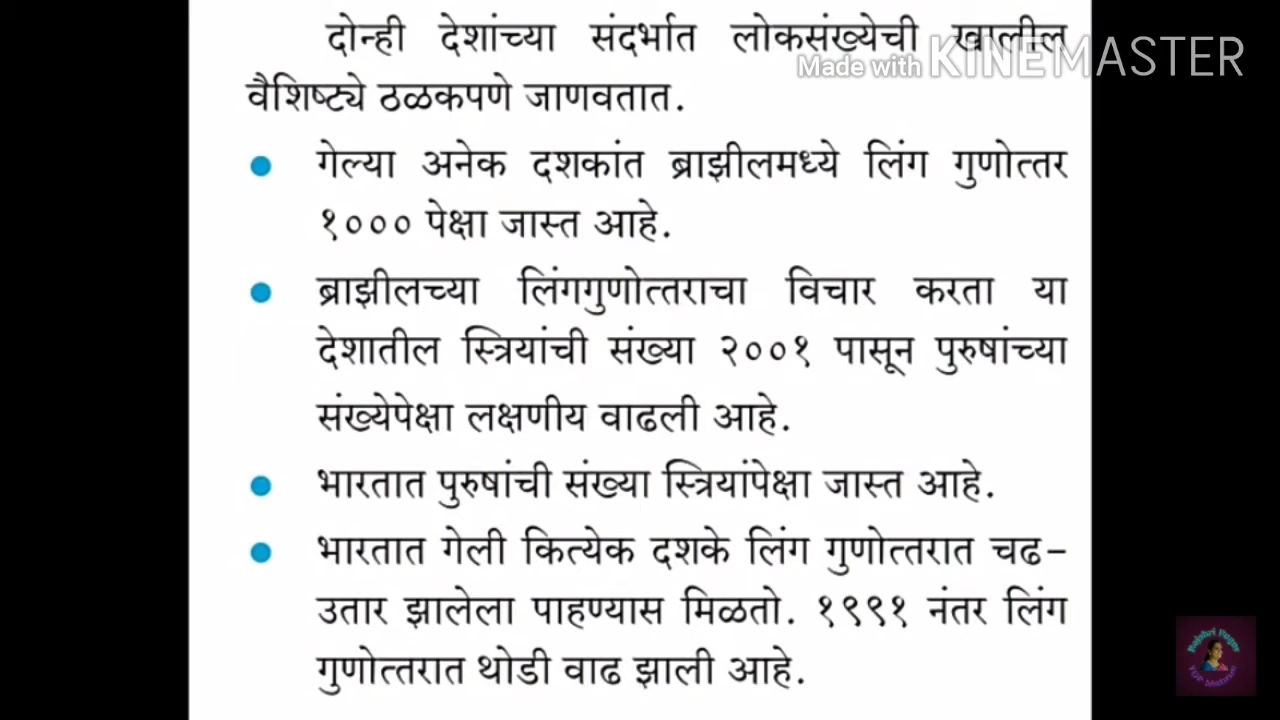 दोन्ही देशांच्या संदर्भात लोकसंख्येची खालील
Made with KINEMASTER
वैशिष्ट्ये ठळकपणे जाणवतात.
● गेल्या अनेक दशकांत ब्राझीलमध्ये लिंग गुणोत्तर
१००० पेक्षा जास्त आहे.
● ब्राझीलच्या लिंगगुणोत्तराचा विचार करता या
देशातील स्त्रियांची संख्या २००१ पासून पुरुषांच्या
संख्येपेक्षा लक्षणीय वाढली आहे.
● भारतात पुरुषांची संख्या स्त्रियांपेक्षा जास्त आहे.
● भारतात गेली कित्येक दशके लिंग गुणोत्तरात चढ-
उतार झालेला पाहण्यास मिळतो. १९९१ नंतर लिंग
गुणोत्तरात थोडी वाढ झाली आहे.